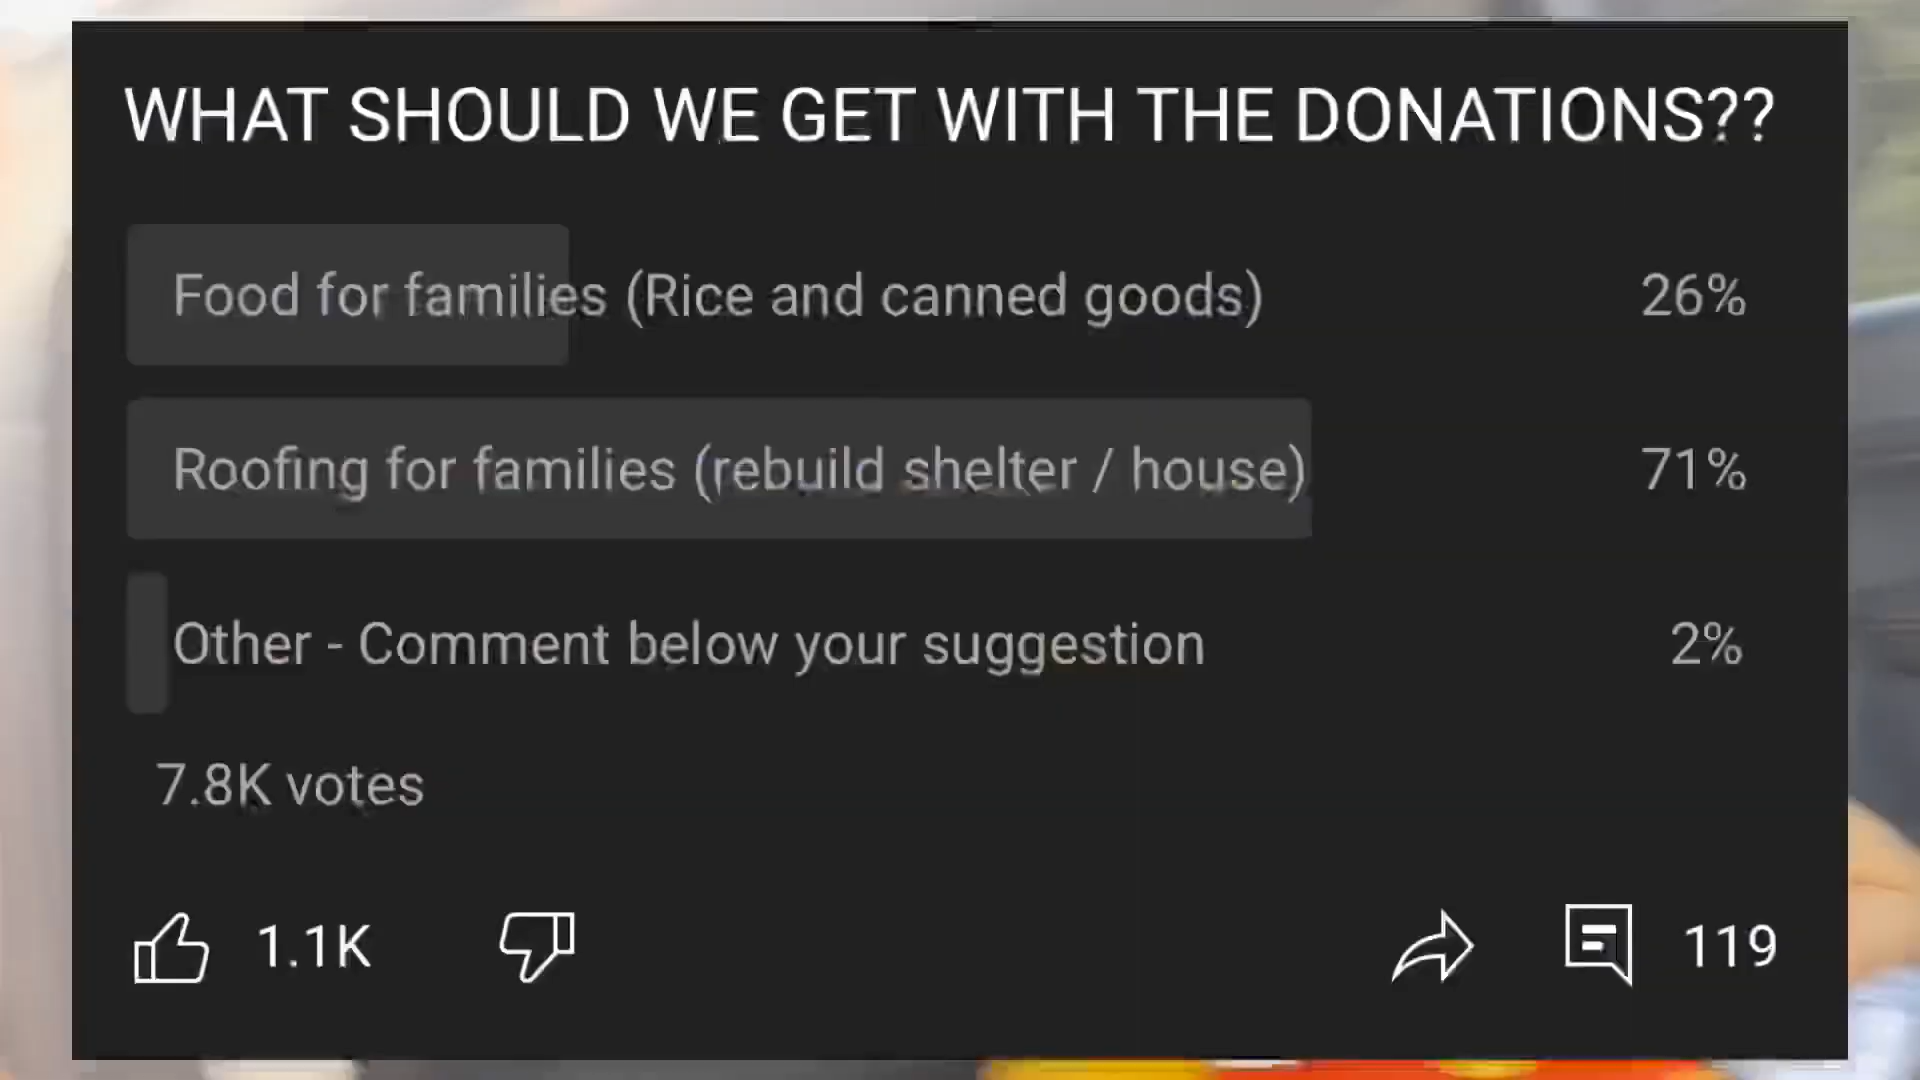 WHAT SHOULD WE GET WITH THE DONATIONS??
Food for families (Rice and canned goods) 26%
Roofing for families (rebuild shelter / house) 71%
Other - Comment below your suggestion 2%
7.8K votes
1.1K 119